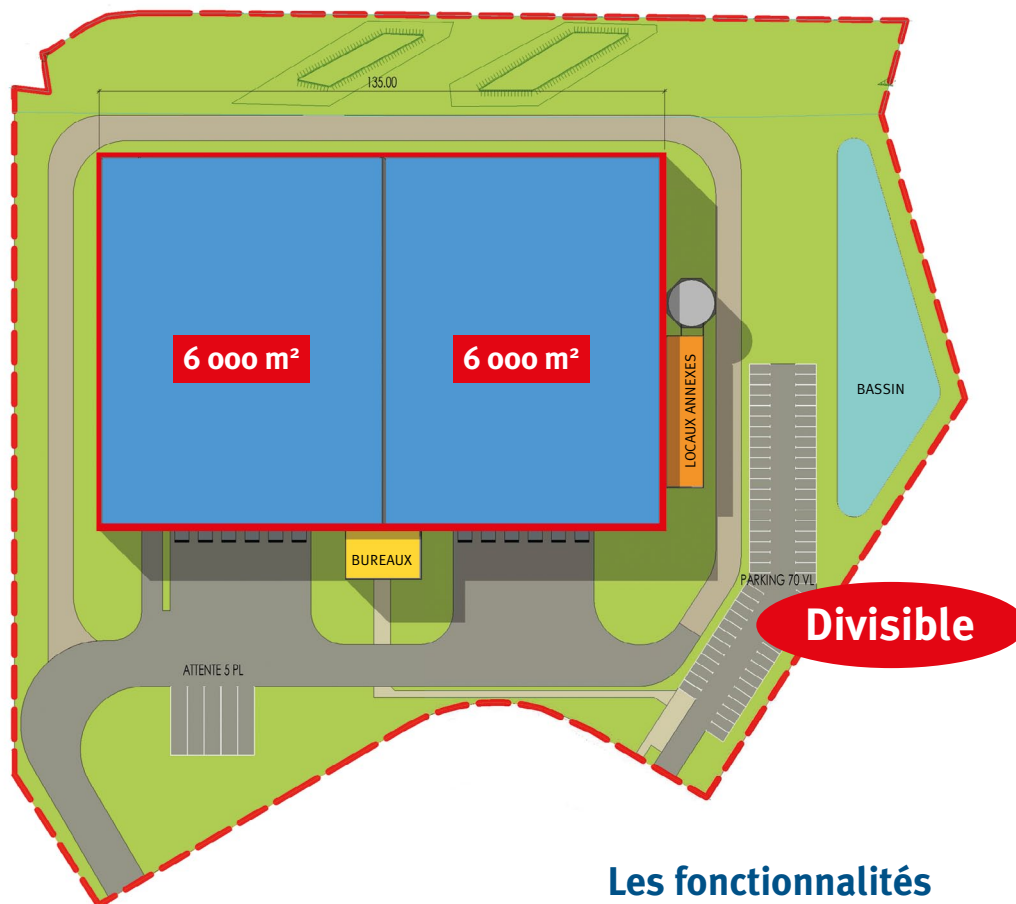 135.00
6 000 m²
6 000 m²
LOCAUX ANNEXES
BASSIN
BUREAUX
PARKING 70 VL
Divisible
ATTENTE 5 PL
Les fonctionnalités